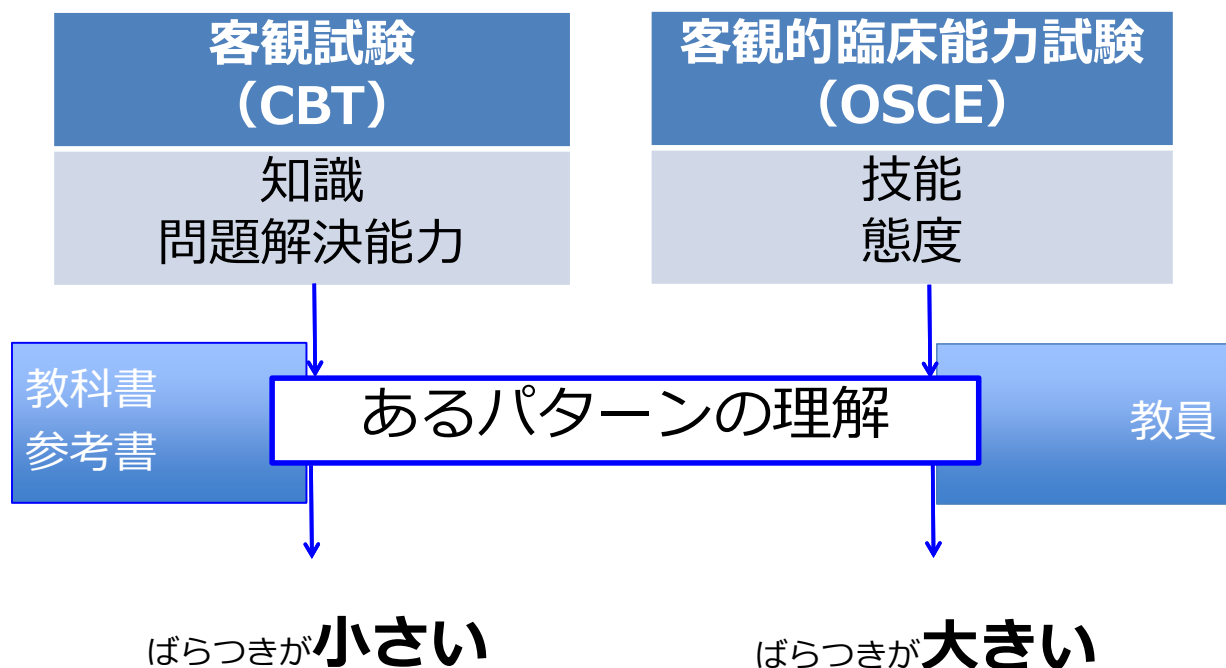 客観試験
（CBT）
知識
問題解決能力
客観的臨床能力試験
（OSCE）
技能
態度
教科書
参考書
あるパターンの理解
教員
ばらつきが小さい
ばらつきが大きい